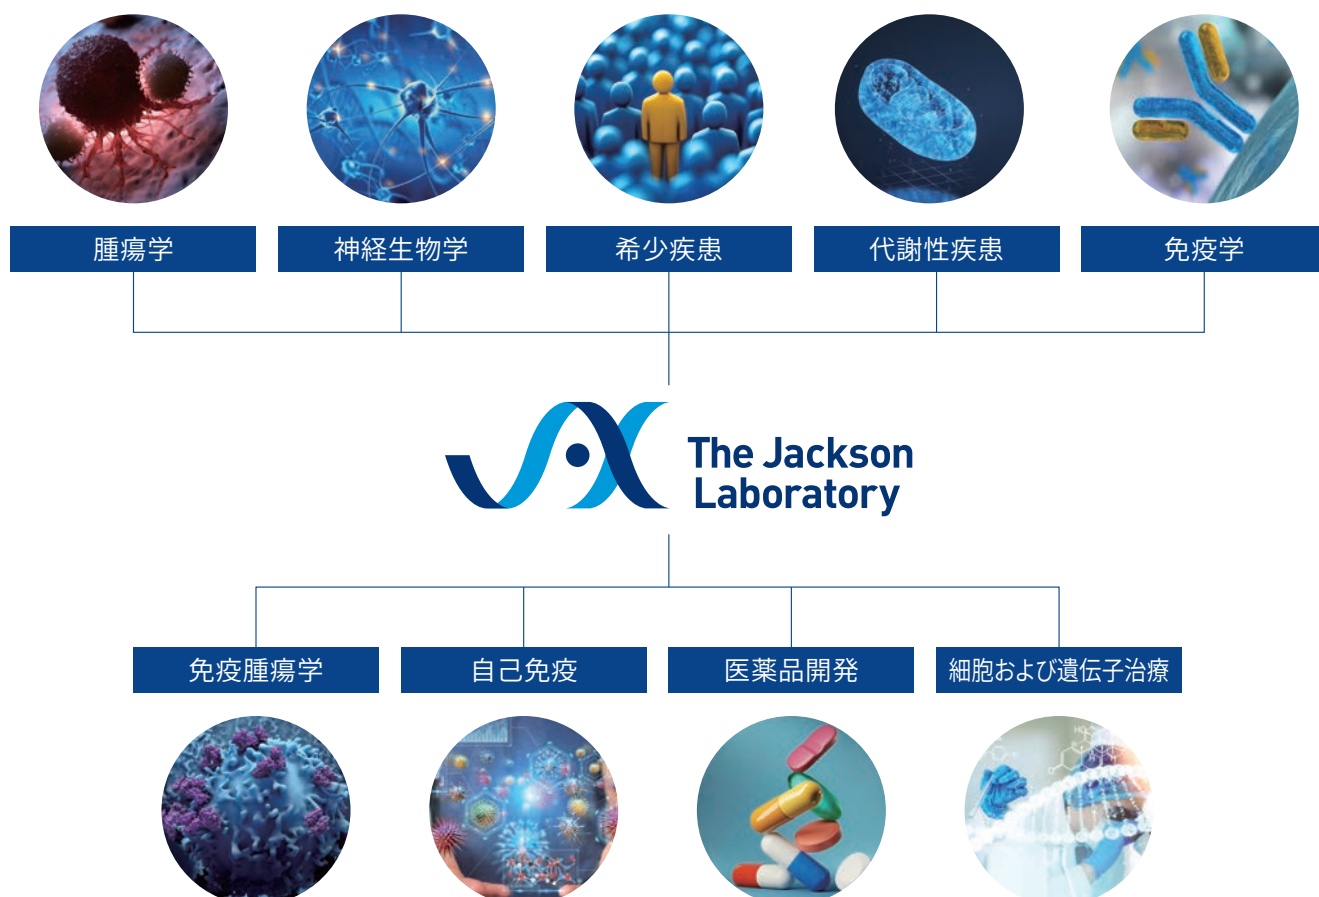 腫瘍学
神経生物学
希少疾患
代謝性疾患
免疫学
The Jackson
Laboratory
免疫腫瘍学
自己免疫
医薬品開発
細胞および遺伝子治療